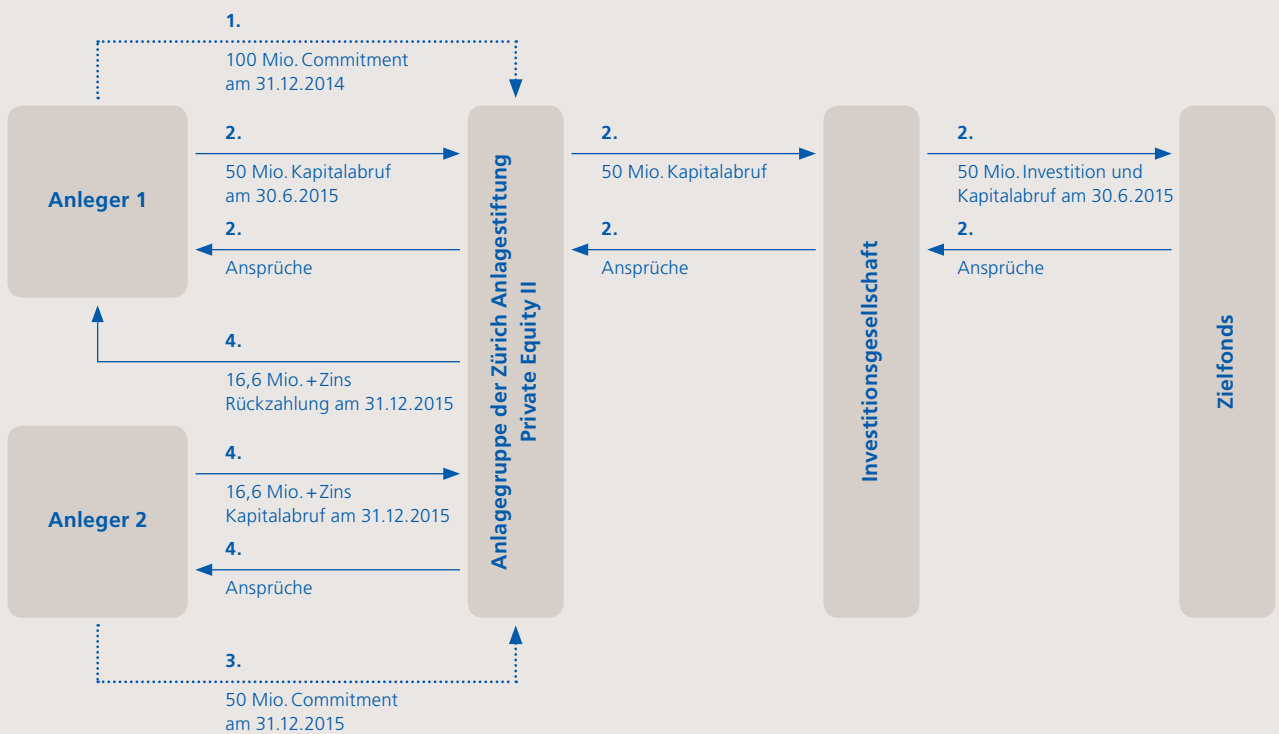 1.
100 Mio. Commitment
am 31.12.2014
Anleger 1
2.
50 Mio. Kapitalabruf
am 30.6.2015
2.
Ansprüche
4.
16,6 Mio. + Zins
Rückzahlung am 31.12.2015
Anleger 2
4.
16,6 Mio. + Zins
Kapitalabruf am 31.12.2015
4.
Ansprüche
3.
50 Mio. Commitment
am 31.12.2015
Anlagegruppe der Zürich Anlagestiftung
Private Equity II
2.
50 Mio. Kapitalabruf
2.
Ansprüche
Investitionsgesellschaft
2.
50 Mio. Investition und
Kapitalabruf am 30.6.2015
2.
Ansprüche
Zielfonds